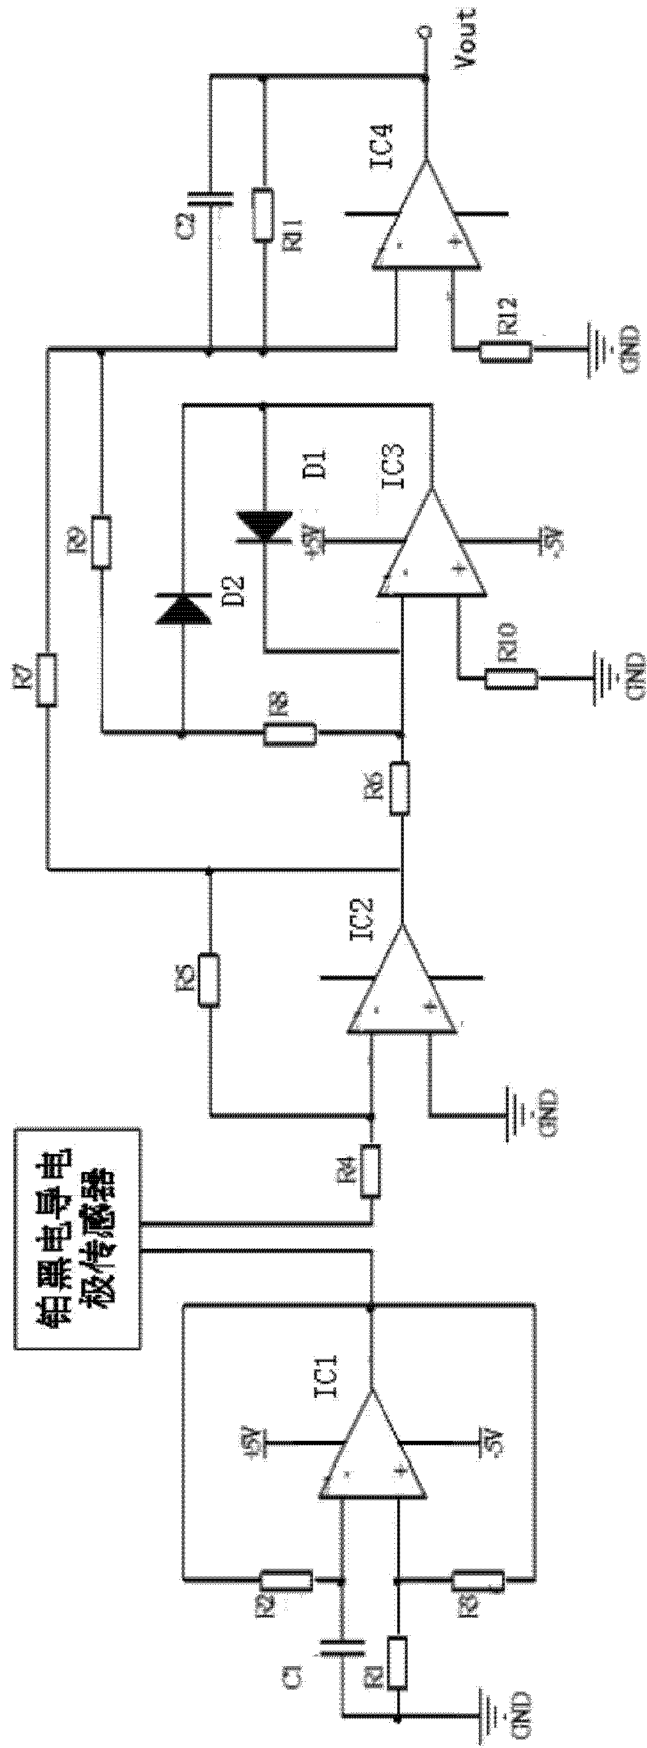 Vout
IC4
C2
R11
R12
GND
R9
D1
IC3
+5V
D2
-5V
R7
R8
R10
GND
R6
IC2
R5
GND
铂黑电导电
极传感器
R4
IC1
+5V
-5V
R2
R3
C1
R1
GND